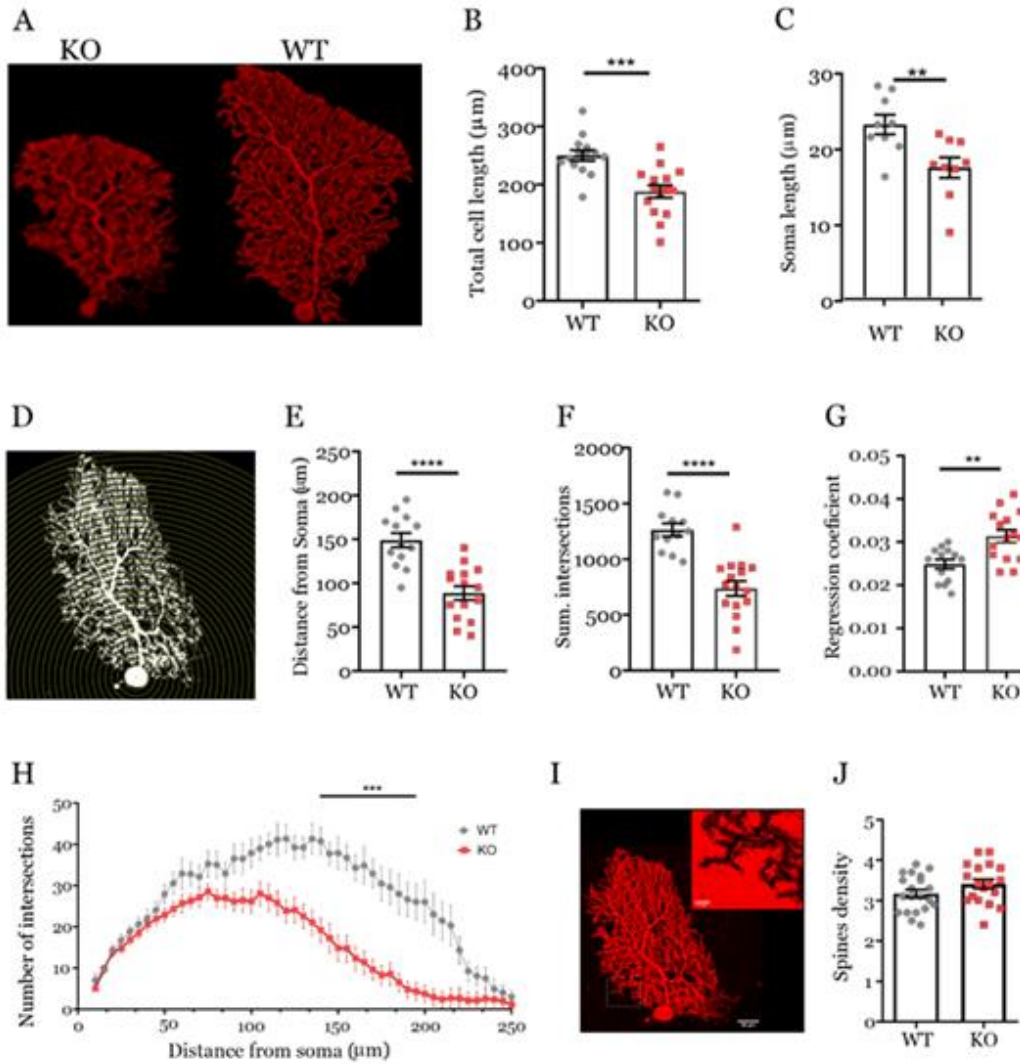 A
KO WT
B
***
400
300
200
100
0
Total cell length (μm)
WT KO
C
**
30
20
10
0
Soma length (μm)
WT KO
D
E
****
250
200
150
100
50
0
Distance from Soma (μm)
WT KO
F
****
2000
1500
1000
500
0
Sum. intersections
WT KO
G
**
0.05
0.04
0.03
0.02
0.01
0.00
Regression coeficient
WT KO
H
***
50
40
30
20
10
0
Number of intersections
WT
KO
0 50 100 150 200 250
Distance from soma (μm)
I
J
5
4
3
2
1
0
Spines density
WT KO